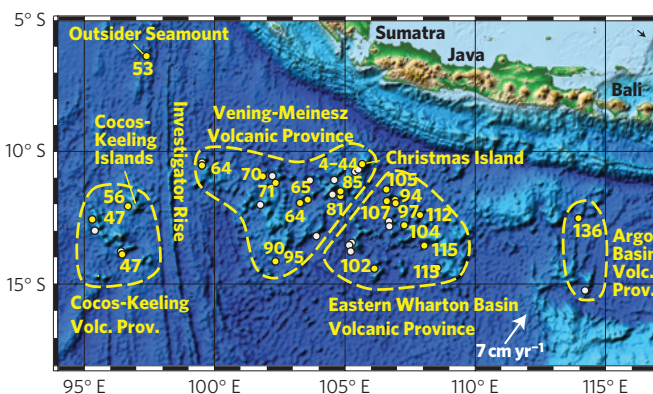 5° S
Outsider Seamount
53
Sumatra
Java
Bali
Vening-Meinesz
Volcanic Province
Cocos-
Keeling
Islands
Investigator Rise
10° S
4–44
Christmas Island
64
70
71
65
64
85
81
105
94
107
97
112
104
56
47
47
90
95
102
115
115
136
Argo
Basin
Volc.
Prov.
15° S
Cocos-Keeling
Volc. Prov.
Eastern Wharton Basin
Volcanic Province
7 cm yr⁻¹
95° E
100° E
105° E
110° E
115° E